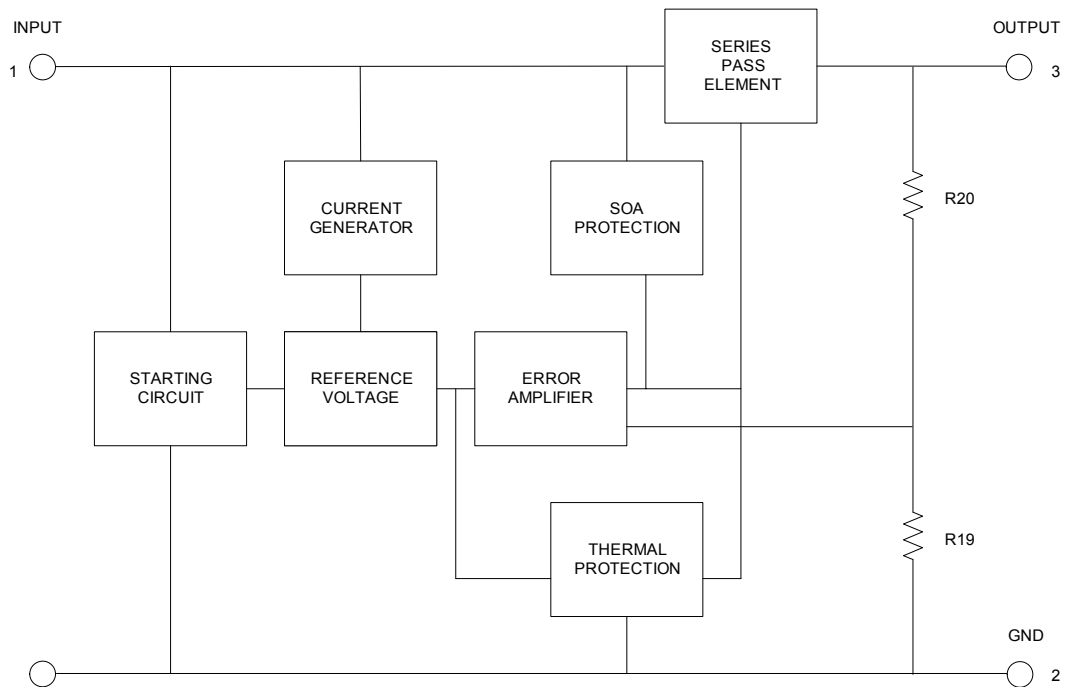 INPUT
1
SERIES
PASS
ELEMENT
OUTPUT
3
CURRENT
GENERATOR
SOA
PROTECTION
R20
STARTING
CIRCUIT
REFERENCE
VOLTAGE
ERROR
AMPLIFIER
THERMAL
PROTECTION
R19
GND
2